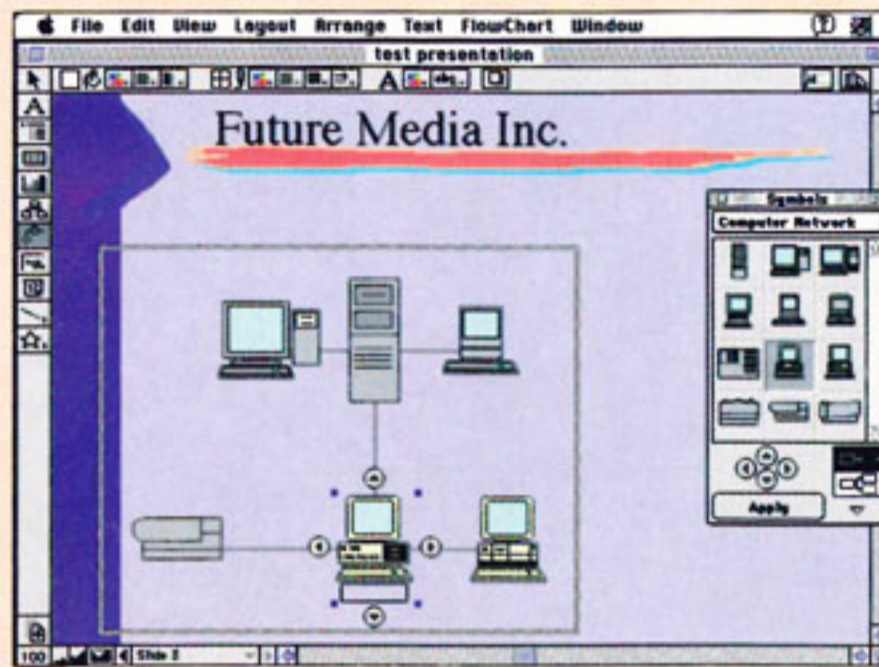 File Edit View Layout Arrange Text FlowChart Window
test presentation
A abc
A
Future Media Inc.
Symbols
Computer Network
Apply
100 Slide